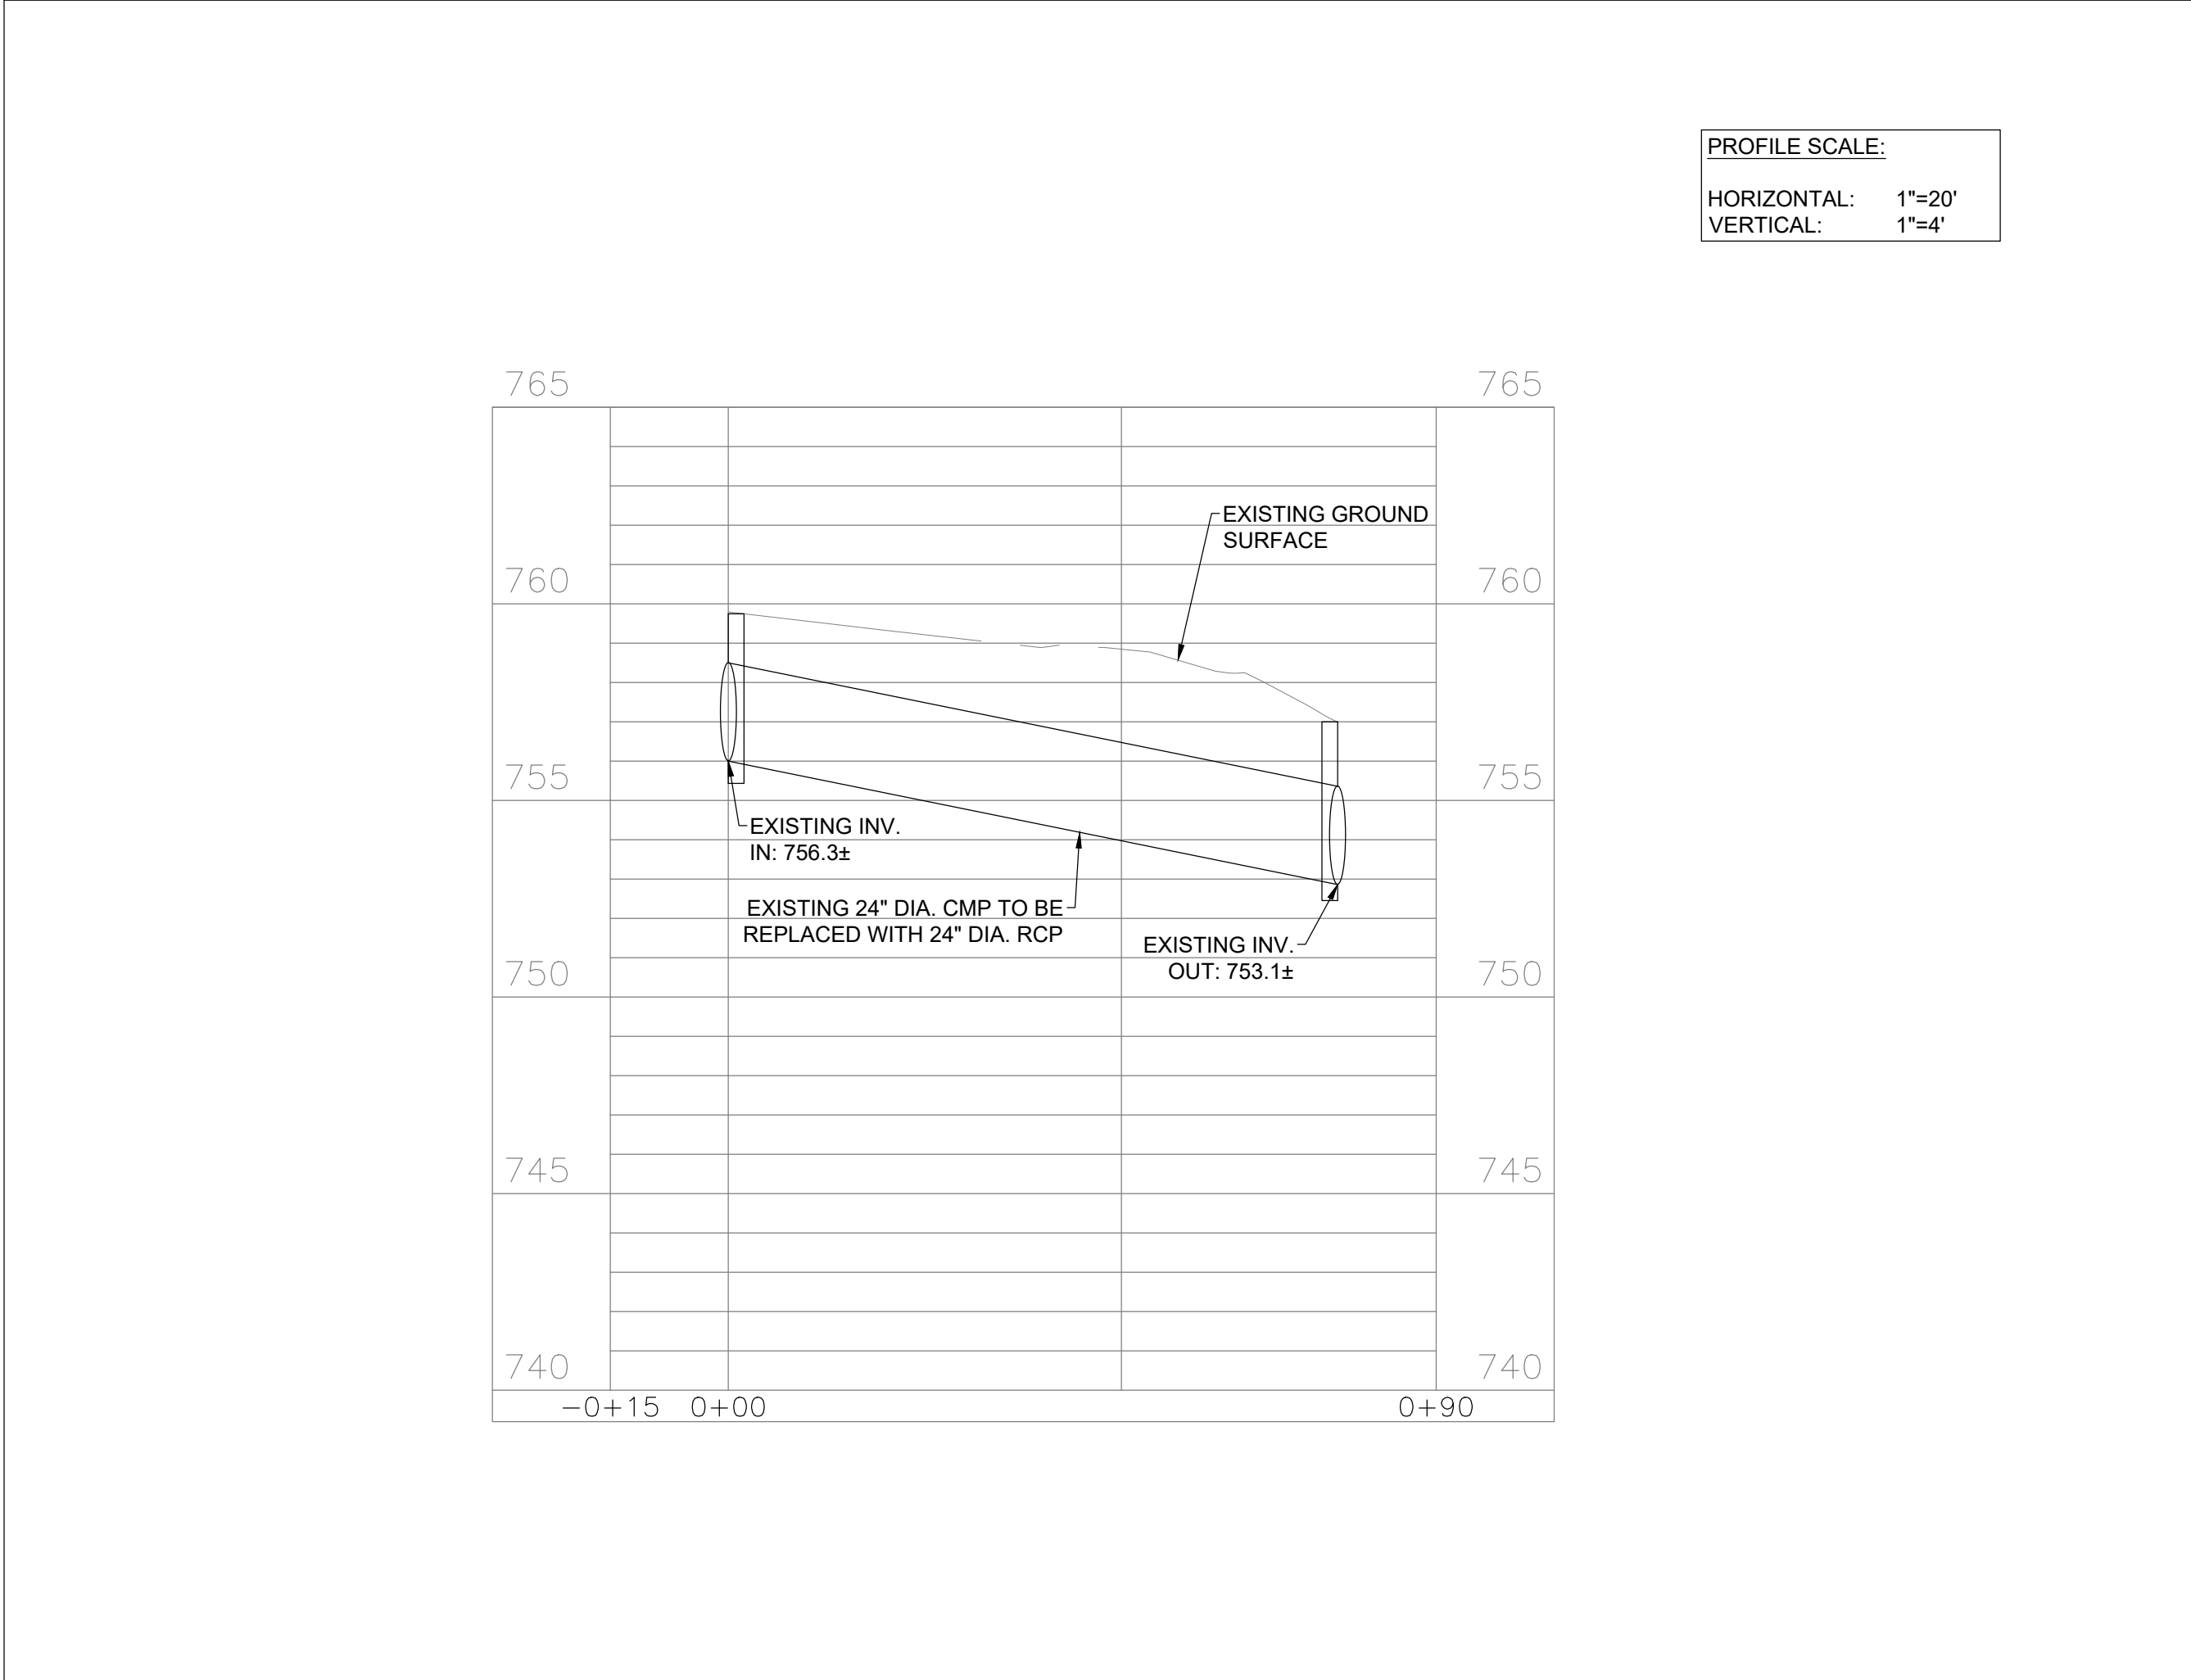 PROFILE SCALE:
HORIZONTAL: 1"=20'
VERTICAL: 1"=4'
765 765
EXISTING GROUND
SURFACE
760 760
755 755
EXISTING INV.
IN: 756.3±
EXISTING 24" DIA. CMP TO BE
REPLACED WITH 24" DIA. RCP
EXISTING INV.
OUT: 753.1±
750 750
745 745
740 740
-0+15 0+00 0+90